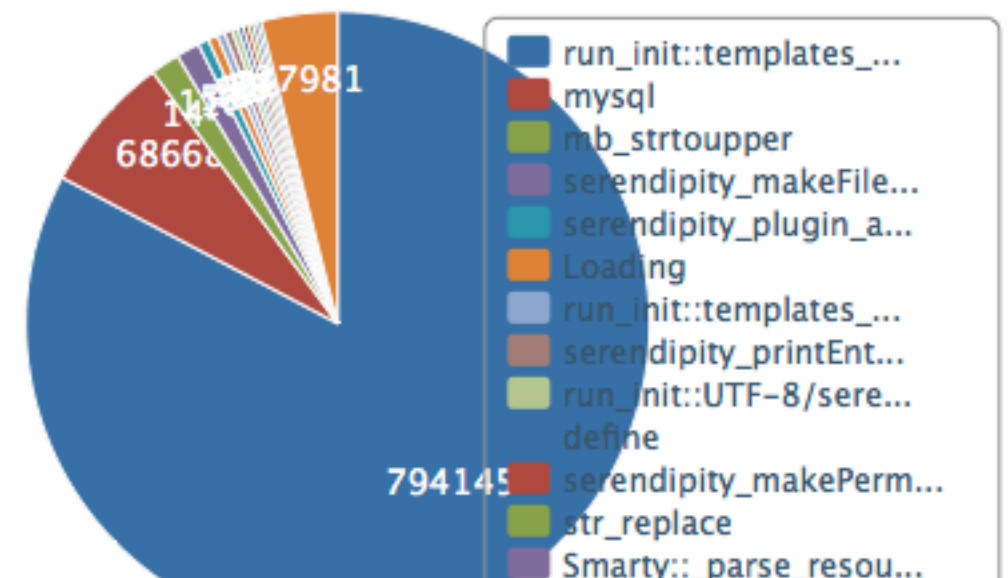 7981
68668
794145
run_init::templates_...
mysql
mb_strtoupper
serendipity_makeFile...
serendipity_plugin_a...
Loading
run_init::templates_...
serendipity_printEnt...
run_init::UTF-8/sere...
define
serendipity_makePerm...
str_replace
Smarty::_parse_resou...